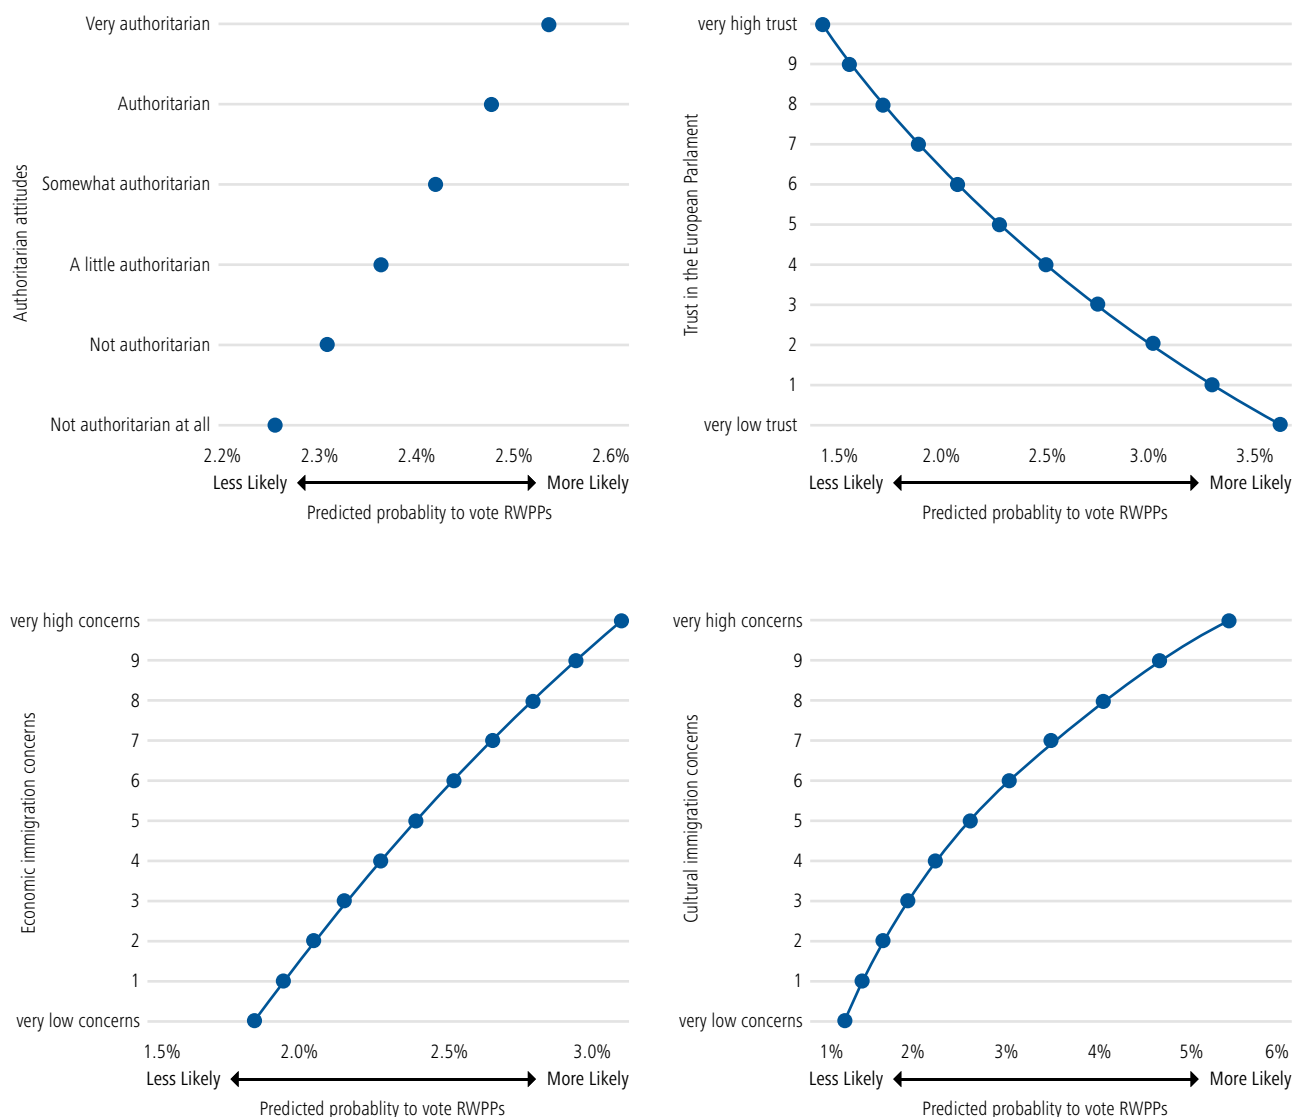 Authoritarian attitudes
Very authoritarian
Authoritarian
Somewhat authoritarian
A little authoritarian
Not authoritarian
Not authoritarian at all
2.2% 2.3% 2.4% 2.5% 2.6%
Less Likely More Likely
Predicted probablity to vote RWPPs
Trust in the European Parliament
very high trust
9
8
7
6
5
4
3
2
1
very low trust
1.5% 2.0% 2.5% 3.0% 3.5%
Less Likely More Likely
Predicted probablity to vote RWPPs
Economic immigration concerns
very high concerns
9
8
7
6
5
4
3
2
1
very low concerns
1.5% 2.0% 2.5% 3.0%
Less Likely More Likely
Predicted probablity to vote RWPPs
Cultural immigration concerns
very high concerns
9
8
7
6
5
4
3
2
1
very low concerns
1% 2% 3% 4% 5% 6%
Less Likely More Likely
Predicted probablity to vote RWPPs